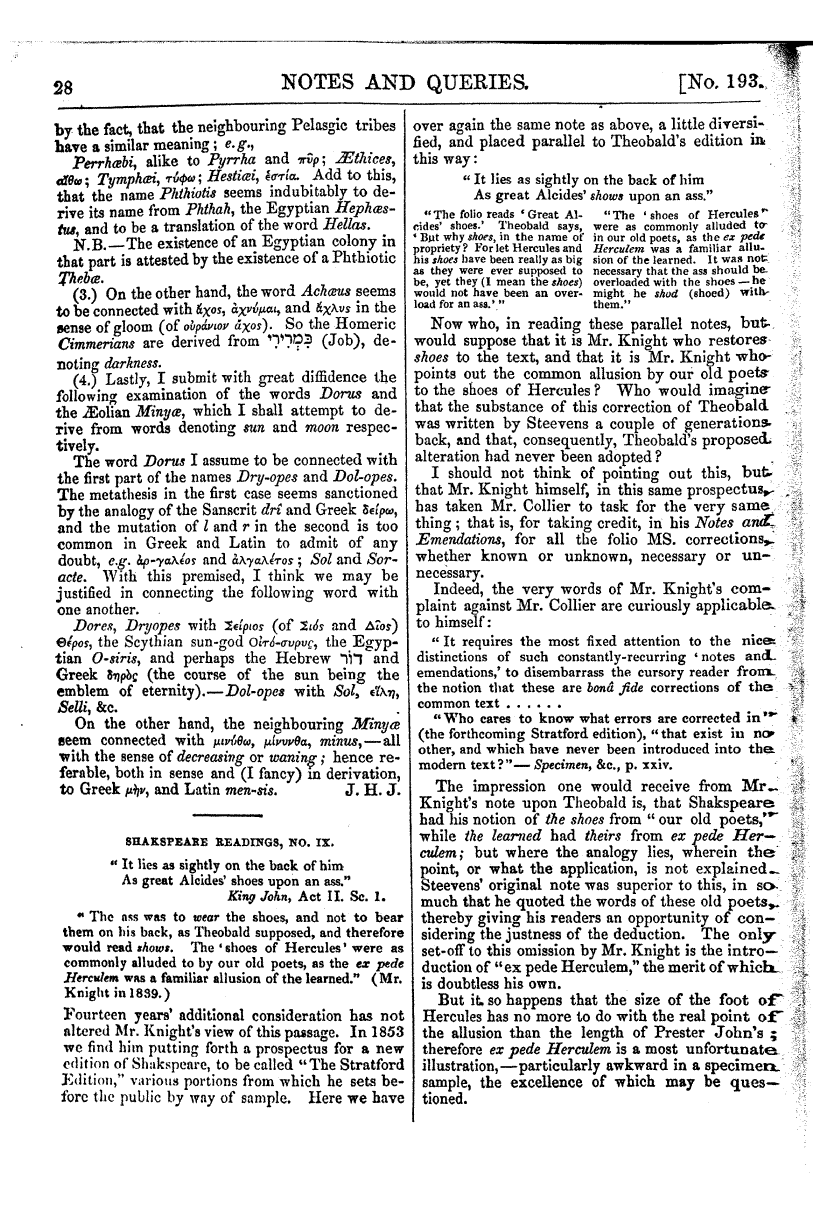 28
NOTES AND QUERIES.
[No. 193.
by the fact, that the neighbouring Pelasgic tribes
have a similar meaning; e. g.,
Perrhæbi, alike to Pyrrha and πῦρ; Æthices,
αἴθω; Tymphæi, τύφω; Hestiæi, ἑστία. Add to this,
that the name Phthiotis seems indubitably to de-
rive its name from Phthah, the Egyptian Hephæs-
tus, and to be a translation of the word Hellas.
N.B.—The existence of an Egyptian colony in
that part is attested by the existence of a Phthiotic
Thebæ.
(3.) On the other hand, the word Achæus seems
to be connected with ἄχος, ἀχνύμαι, and ἄχλυς in the
sense of gloom (of οὐράνιον ἄχος). So the Homeric
Cimmerians are derived from כִּמְרִירֵי (Job), de-
noting darkness.
(4.) Lastly, I submit with great diffidence the
following examination of the words Dorus and
the Æolian Minyæ, which I shall attempt to de-
rive from words denoting sun and moon respec-
tively.
The word Dorus I assume to be connected with
the first part of the names Dry-opes and Dol-opes.
The metathesis in the first case seems sanctioned
by the analogy of the Sanscrit drî and Greek δείρω,
and the mutation of l and r in the second is too
common in Greek and Latin to admit of any
doubt, e.g. ἀρ-γαλέος and ἀλγαλέτος; Sol and Sor-
acte. With this premised, I think we may be
justified in connecting the following word with
one another.
Dores, Dryopes with Σείριος (of Σιός and Δῖος)
Θέρος, the Scythian sun-god Οἰτό-συρυς, the Egyp-
tian O-siris, and perhaps the Hebrew דּוֹר and
Greek δηρὸς (the course of the sun being the
emblem of eternity).—Dol-opes with Sol, εἵλη,
Selli, &c.
On the other hand, the neighbouring Minyæ
seem connected with μινύθω, μίνυνθα, minus,—all
with the sense of decreasing or waning; hence re-
ferable, both in sense and (I fancy) in derivation,
to Greek μὴν, and Latin men-sis. J. H. J.
SHAKSPEARE READINGS, NO. IX.
"It lies as sightly on the back of him
As great Alcides' shoes upon an ass."
King John, Act II. Sc. 1.
"The ass was to wear the shoes, and not to bear
them on his back, as Theobald supposed, and therefore
would read shows. The 'shoes of Hercules' were as
commonly alluded to by our old poets, as the ex pede
Herculem was a familiar allusion of the learned." (Mr.
Knight in 1839.)
Fourteen years' additional consideration has not
altered Mr. Knight's view of this passage. In 1853
we find him putting forth a prospectus for a new
edition of Shakspeare, to be called "The Stratford
Edition," various portions from which he sets be-
fore the public by way of sample. Here we have
over again the same note as above, a little diversi-
fied, and placed parallel to Theobald's edition in
this way:
"It lies as sightly on the back of him
As great Alcides' shows upon an ass."
"The folio reads 'Great Al-
cides' shoes.' Theobald says,
'But why shoes, in the name of
propriety? For let Hercules and
his shoes have been really as big
as they were ever supposed to
be, yet they (I mean the shoes)
would not have been an over-
load for an ass.'"
"The 'shoes of Hercules'
were as commonly alluded to
in our old poets, as the ex pede
Herculem was a familiar allu-
sion of the learned. It was not
necessary that the ass should be
overloaded with the shoes—he
might he shod (shoed) with
them."
Now who, in reading these parallel notes, but
would suppose that it is Mr. Knight who restores
shoes to the text, and that it is Mr. Knight who
points out the common allusion by our old poets
to the shoes of Hercules? Who would imagine
that the substance of this correction of Theobald
was written by Steevens a couple of generations
back, and that, consequently, Theobald's proposed
alteration had never been adopted?
I should not think of pointing out this, but
that Mr. Knight himself, in this same prospectus,
has taken Mr. Collier to task for the very same
thing; that is, for taking credit, in his Notes and
Emendations, for all the folio MS. corrections,
whether known or unknown, necessary or un-
necessary.
Indeed, the very words of Mr. Knight's com-
plaint against Mr. Collier are curiously applicable
to himself:
"It requires the most fixed attention to the nice
distinctions of such constantly-recurring 'notes and
emendations,' to disembarrass the cursory reader from
the notion that these are bonâ fide corrections of the
common text . . . . . .
"Who cares to know what errors are corrected in"
(the forthcoming Stratford edition), "that exist in no
other, and which have never been introduced into the
modern text?"—Specimen, &c., p. xxiv.
The impression one would receive from Mr.
Knight's note upon Theobald is, that Shakspeare
had his notion of the shoes from "our old poets,"
while the learned had theirs from ex pede Her-
culem; but where the analogy lies, wherein the
point, or what the application, is not explained.
Steevens' original note was superior to this, in so
much that he quoted the words of these old poets,
thereby giving his readers an opportunity of con-
sidering the justness of the deduction. The only
set-off to this omission by Mr. Knight is the intro-
duction of "ex pede Herculem," the merit of which
is doubtless his own.
But it so happens that the size of the foot of
Hercules has no more to do with the real point of
the allusion than the length of Prester John's;
therefore ex pede Herculem is a most unfortunate
illustration,—particularly awkward in a specimen
sample, the excellence of which may be ques-
tioned.